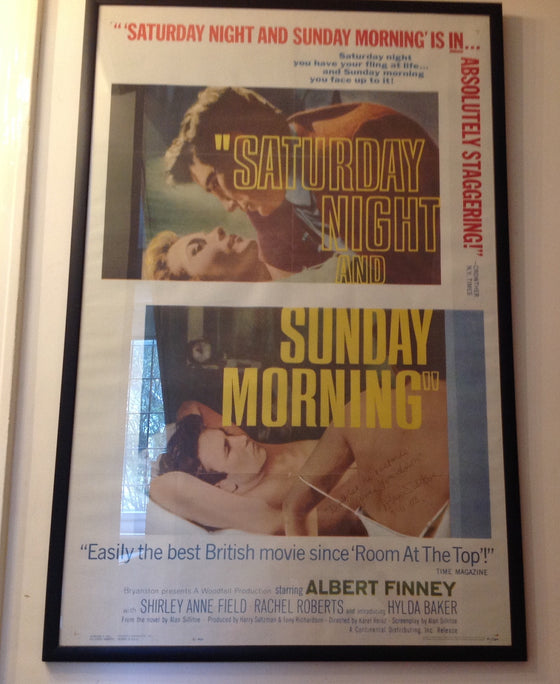 "'SATURDAY NIGHT AND SUNDAY MORNING' IS IN...
ABSOLUTELY STAGGERING!"
—CROWTHER
N.Y. TIMES
Saturday night
you have your fling at life...
and Sunday morning
you face up to it!
"SATURDAY
NIGHT
AND
SUNDAY
MORNING"
"Easily the best British movie since 'Room At The Top'!"
TIME MAGAZINE
Bryanston presents A Woodfall Production starring ALBERT FINNEY
with SHIRLEY ANNE FIELD RACHEL ROBERTS and introducing HYLDA BAKER
From the novel by Alan Sillitoe · Produced by Harry Saltzman & Tony Richardson · Directed by Karel Reisz · Screenplay by Alan Sillitoe
A Continental Distributing, Inc. Release